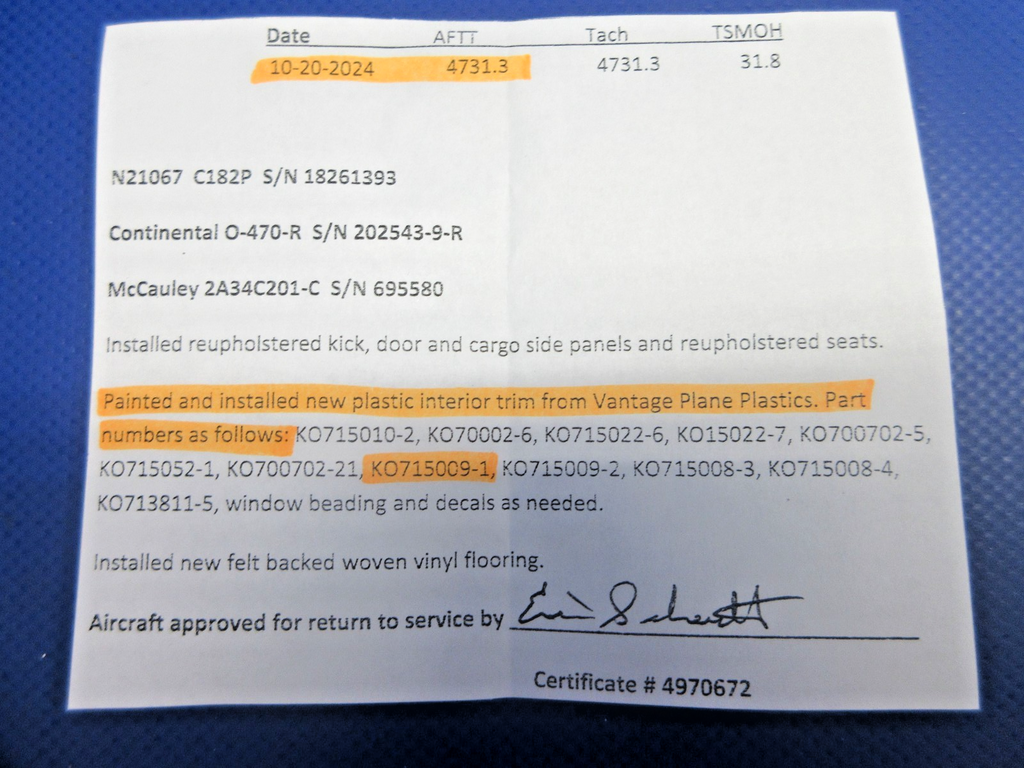 Date AFTT Tach TSMOH
10-20-2024 4731.3 4731.3 31.8
N21067 C182P S/N 18261393
Continental O-470-R S/N 202543-9-R
McCauley 2A34C201-C S/N 695580
Installed reupholstered kick, door and cargo side panels and reupholstered seats.
Painted and installed new plastic interior trim from Vantage Plane Plastics. Part
numbers as follows: KO715010-2, KO70002-6, KO715022-6, KO15022-7, KO700702-5,
KO715052-1, KO700702-21, KO715009-1, KO715009-2, KO715008-3, KO715008-4,
KO713811-5, window beading and decals as needed.
Installed new felt backed woven vinyl flooring.
Aircraft approved for return to service by
Certificate # 4970672